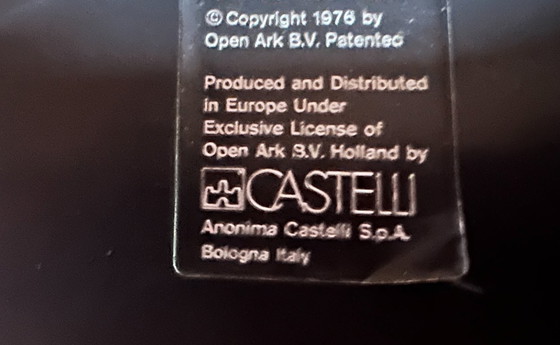 © Copyright 1976 by
Open Ark B.V. Patented
Produced and Distributed
in Europe Under
Exclusive License of
Open Ark B.V. Holland by
CASTELLI
Anonima Castelli S.p.A.
Bologna Italy